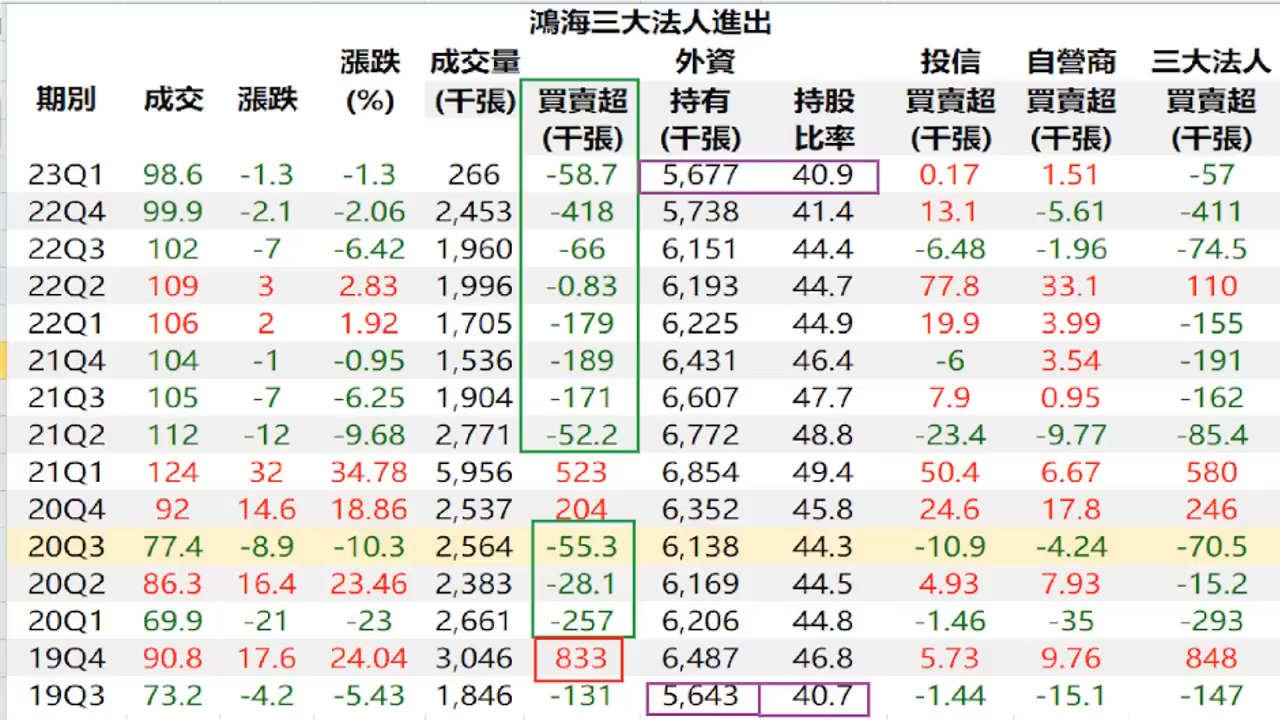 鴻海三大法人進出
漲跌 成交量 外資 投信 自營商 三大法人
期別 成交 漲跌 (%) (千張) 買賣超 持有 持股 買賣超 買賣超 買賣超
(千張) (千張) 比率 (千張) (千張) (千張)
23Q1 98.6 -1.3 -1.3 266 -58.7 5,677 40.9 0.17 1.51 -57
22Q4 99.9 -2.1 -2.06 2,453 -418 5,738 41.4 13.1 -5.61 -411
22Q3 102 -7 -6.42 1,960 -66 6,151 44.4 -6.48 -1.96 -74.5
22Q2 109 3 2.83 1,996 -0.83 6,193 44.7 77.8 33.1 110
22Q1 106 2 1.92 1,705 -179 6,225 44.9 19.9 3.99 -155
21Q4 104 -1 -0.95 1,536 -189 6,431 46.4 -6 3.54 -191
21Q3 105 -7 -6.25 1,904 -171 6,607 47.7 7.9 0.95 -162
21Q2 112 -12 -9.68 2,771 -52.2 6,772 48.8 -23.4 -9.77 -85.4
21Q1 124 32 34.78 5,956 523 6,854 49.4 50.4 6.67 580
20Q4 92 14.6 18.86 2,537 204 6,352 45.8 24.6 17.8 246
20Q3 77.4 -8.9 -10.3 2,564 -55.3 6,138 44.3 -10.9 -4.24 -70.5
20Q2 86.3 16.4 23.46 2,383 -28.1 6,169 44.5 4.93 7.93 -15.2
20Q1 69.9 -21 -23 2,661 -257 6,206 44.8 -1.46 -35 -293
19Q4 90.8 17.6 24.04 3,046 833 6,487 46.8 5.73 9.76 848
19Q3 73.2 -4.2 -5.43 1,846 -131 5,643 40.7 -1.44 -15.1 -147